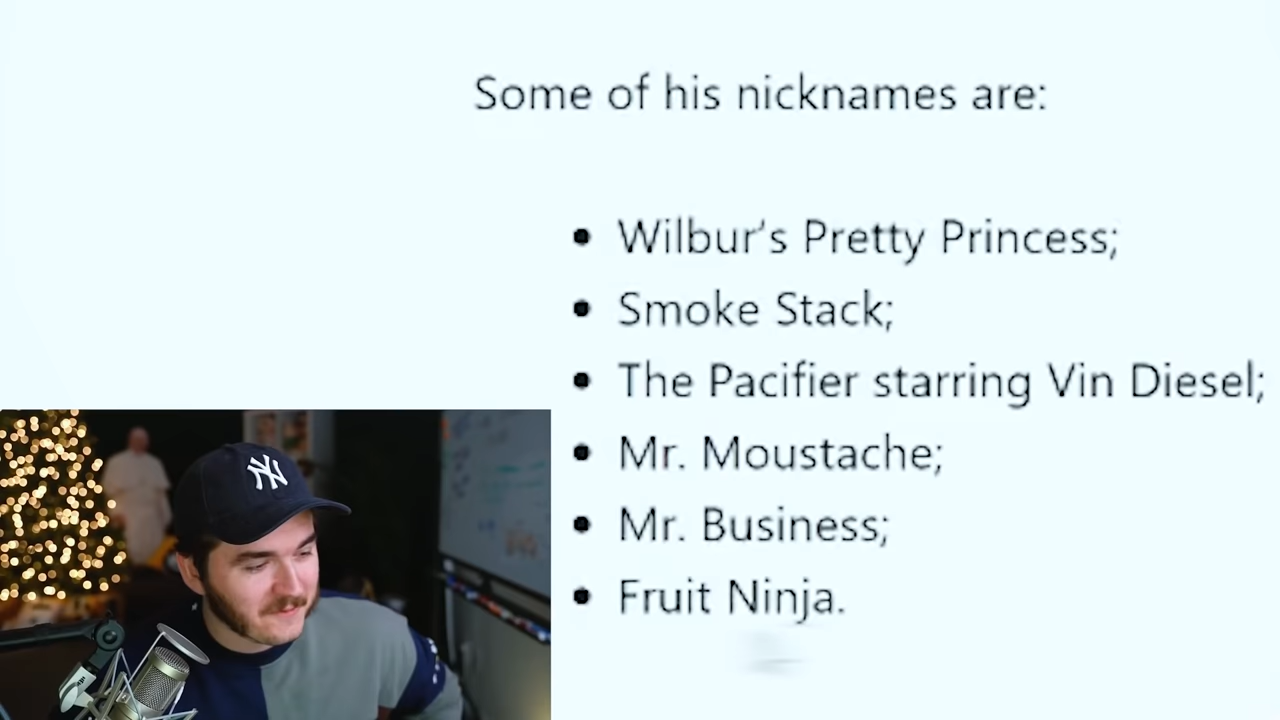 Some of his nicknames are:
• Wilbur's Pretty Princess;
• Smoke Stack;
• The Pacifier starring Vin Diesel;
• Mr. Moustache;
• Mr. Business;
• Fruit Ninja.
NY